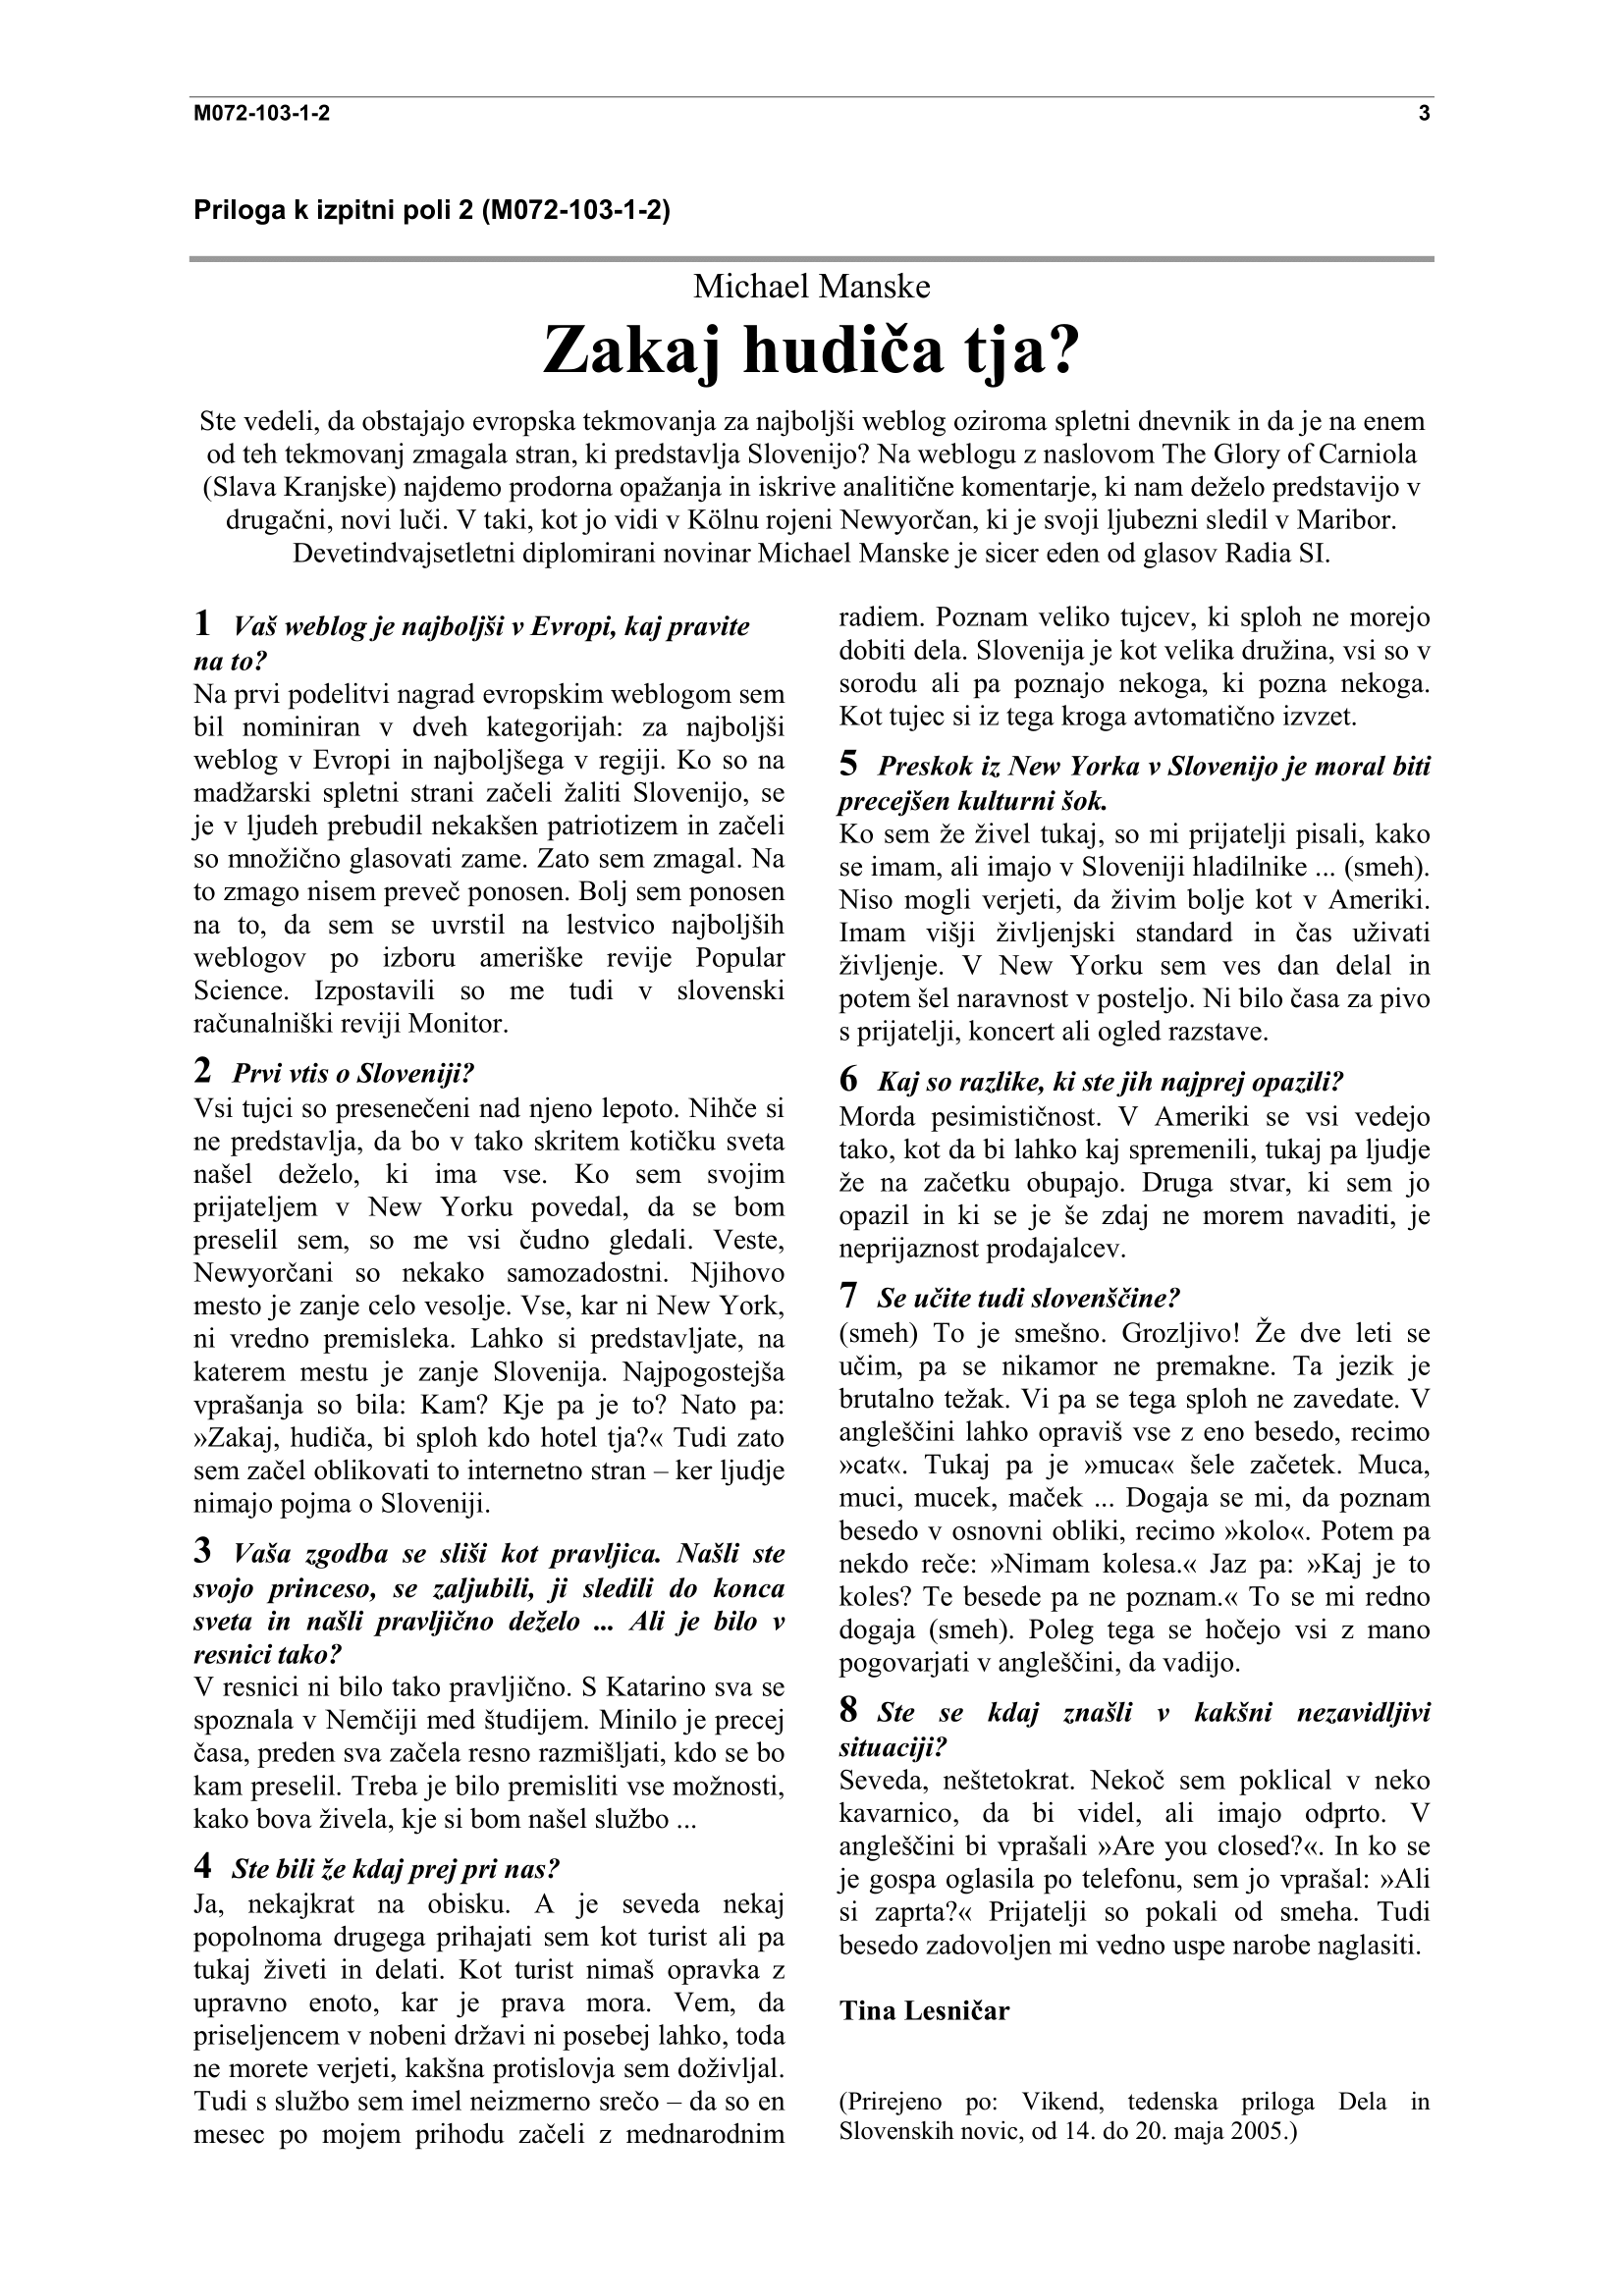 M072-103-1-2 3
Priloga k izpitni poli 2 (M072-103-1-2)
Michael Manske
Zakaj hudiča tja?
Ste vedeli, da obstajajo evropska tekmovanja za najboljši weblog oziroma spletni dnevnik in da je na enem
od teh tekmovanj zmagala stran, ki predstavlja Slovenijo? Na weblogu z naslovom The Glory of Carniola
(Slava Kranjske) najdemo prodorna opažanja in iskrive analitične komentarje, ki nam deželo predstavijo v
drugačni, novi luči. V taki, kot jo vidi v Kölnu rojeni Newyorčan, ki je svoji ljubezni sledil v Maribor.
Devetindvajsetletni diplomirani novinar Michael Manske je sicer eden od glasov Radia SI.
1 Vaš weblog je najboljši v Evropi, kaj pravite
na to?
Na prvi podelitvi nagrad evropskim weblogom sem
bil nominiran v dveh kategorijah: za najboljši
weblog v Evropi in najboljšega v regiji. Ko so na
madžarski spletni strani začeli žaliti Slovenijo, se
je v ljudeh prebudil nekakšen patriotizem in začeli
so množično glasovati zame. Zato sem zmagal. Na
to zmago nisem preveč ponosen. Bolj sem ponosen
na to, da sem se uvrstil na lestvico najboljših
weblogov po izboru ameriške revije Popular
Science. Izpostavili so me tudi v slovenski
računalniški reviji Monitor.
2 Prvi vtis o Sloveniji?
Vsi tujci so presenečeni nad njeno lepoto. Nihče si
ne predstavlja, da bo v tako skritem kotičku sveta
našel deželo, ki ima vse. Ko sem svojim
prijateljem v New Yorku povedal, da se bom
preselil sem, so me vsi čudno gledali. Veste,
Newyorčani so nekako samozadostni. Njihovo
mesto je zanje celo vesolje. Vse, kar ni New York,
ni vredno premisleka. Lahko si predstavljate, na
katerem mestu je zanje Slovenija. Najpogostejša
vprašanja so bila: Kam? Kje pa je to? Nato pa:
»Zakaj, hudiča, bi sploh kdo hotel tja?« Tudi zato
sem začel oblikovati to internetno stran – ker ljudje
nimajo pojma o Sloveniji.
3 Vaša zgodba se sliši kot pravljica. Našli ste
svojo princeso, se zaljubili, ji sledili do konca
sveta in našli pravljično deželo ... Ali je bilo v
resnici tako?
V resnici ni bilo tako pravljično. S Katarino sva se
spoznala v Nemčiji med študijem. Minilo je precej
časa, preden sva začela resno razmišljati, kdo se bo
kam preselil. Treba je bilo premisliti vse možnosti,
kako bova živela, kje si bom našel službo ...
4 Ste bili že kdaj prej pri nas?
Ja, nekajkrat na obisku. A je seveda nekaj
popolnoma drugega prihajati sem kot turist ali pa
tukaj živeti in delati. Kot turist nimaš opravka z
upravno enoto, kar je prava mora. Vem, da
priseljencem v nobeni državi ni posebej lahko, toda
ne morete verjeti, kakšna protislovja sem doživljal.
Tudi s službo sem imel neizmerno srečo – da so en
mesec po mojem prihodu začeli z mednarodnim
radiem. Poznam veliko tujcev, ki sploh ne morejo
dobiti dela. Slovenija je kot velika družina, vsi so v
sorodu ali pa poznajo nekoga, ki pozna nekoga.
Kot tujec si iz tega kroga avtomatično izvzet.
5 Preskok iz New Yorka v Slovenijo je moral biti
precejšen kulturni šok.
Ko sem že živel tukaj, so mi prijatelji pisali, kako
se imam, ali imajo v Sloveniji hladilnike ... (smeh).
Niso mogli verjeti, da živim bolje kot v Ameriki.
Imam višji življenjski standard in čas uživati
življenje. V New Yorku sem ves dan delal in
potem šel naravnost v posteljo. Ni bilo časa za pivo
s prijatelji, koncert ali ogled razstave.
6 Kaj so razlike, ki ste jih najprej opazili?
Morda pesimističnost. V Ameriki se vsi vedejo
tako, kot da bi lahko kaj spremenili, tukaj pa ljudje
že na začetku obupajo. Druga stvar, ki sem jo
opazil in ki se je še zdaj ne morem navaditi, je
neprijaznost prodajalcev.
7 Se učite tudi slovenščine?
(smeh) To je smešno. Grozljivo! Že dve leti se
učim, pa se nikamor ne premakne. Ta jezik je
brutalno težak. Vi pa se tega sploh ne zavedate. V
angleščini lahko opraviš vse z eno besedo, recimo
»cat«. Tukaj pa je »muca« šele začetek. Muca,
muci, mucek, maček ... Dogaja se mi, da poznam
besedo v osnovni obliki, recimo »kolo«. Potem pa
nekdo reče: »Nimam kolesa.« Jaz pa: »Kaj je to
koles? Te besede pa ne poznam.« To se mi redno
dogaja (smeh). Poleg tega se hočejo vsi z mano
pogovarjati v angleščini, da vadijo.
8 Ste se kdaj znašli v kakšni nezavidljivi
situaciji?
Seveda, neštetokrat. Nekoč sem poklical v neko
kavarnico, da bi videl, ali imajo odprto. V
angleščini bi vprašali »Are you closed?«. In ko se
je gospa oglasila po telefonu, sem jo vprašal: »Ali
si zaprta?« Prijatelji so pokali od smeha. Tudi
besedo zadovoljen mi vedno uspe narobe naglasiti.
Tina Lesničar
(Prirejeno po: Vikend, tedenska priloga Dela in
Slovenskih novic, od 14. do 20. maja 2005.)